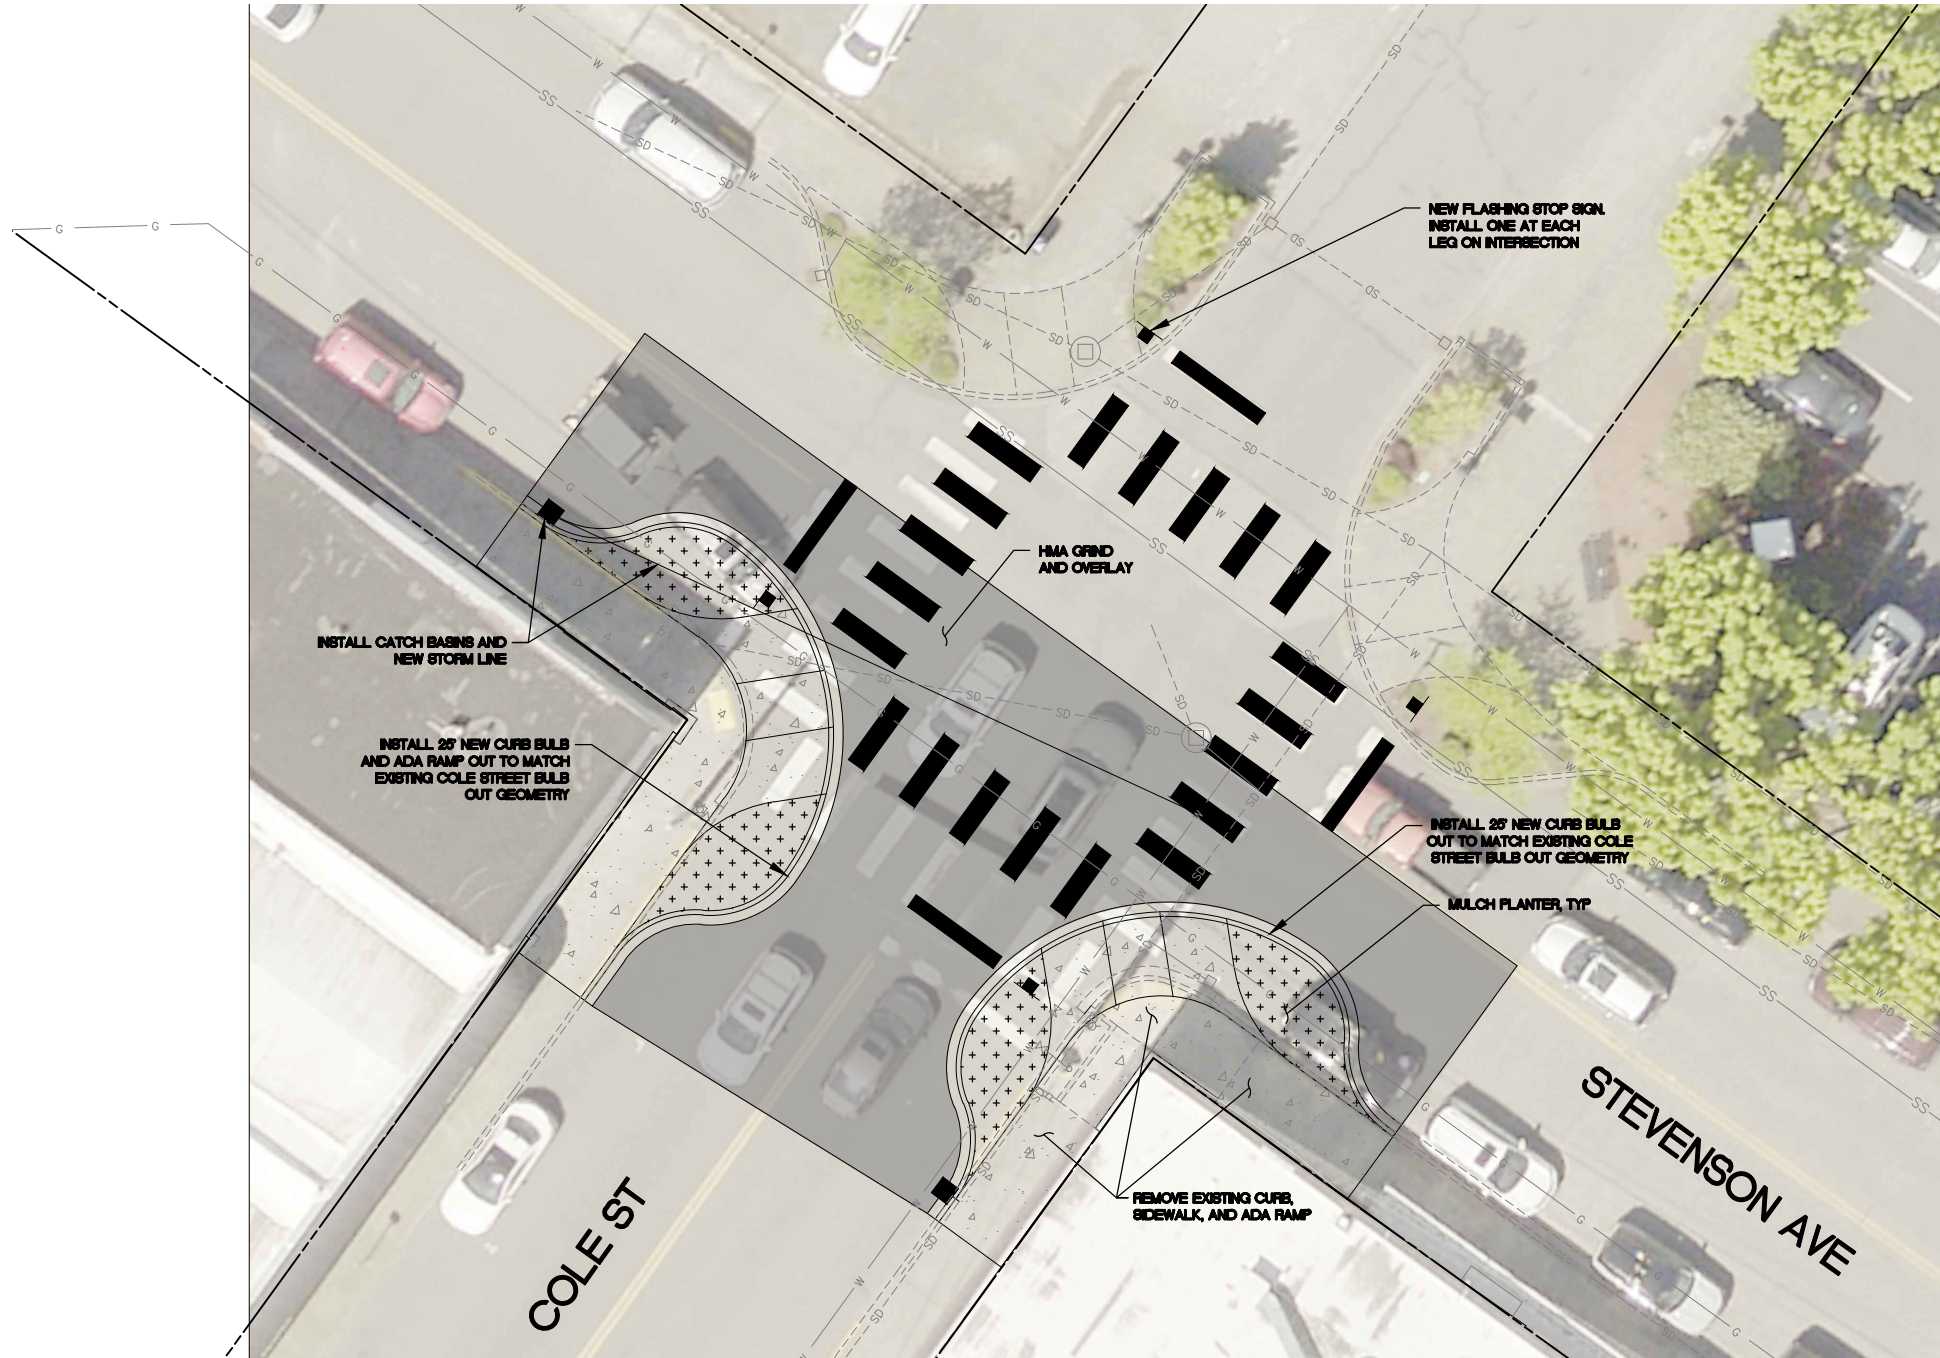 NEW FLASHING STOP SIGN.
INSTALL ONE AT EACH
LEG ON INTERSECTION
HMA GRIND
AND OVERLAY
INSTALL CATCH BASINS AND
NEW STORM LINE
INSTALL 25' NEW CURB BULB
AND ADA RAMP OUT TO MATCH
EXISTING COLE STREET BULB
OUT GEOMETRY
INSTALL 25' NEW CURB BULB
OUT TO MATCH EXISTING COLE
STREET BULB OUT GEOMETRY
MULCH PLANTER, TYP
REMOVE EXISTING CURB,
SIDEWALK, AND ADA RAMP
COLE ST
STEVENSON AVE